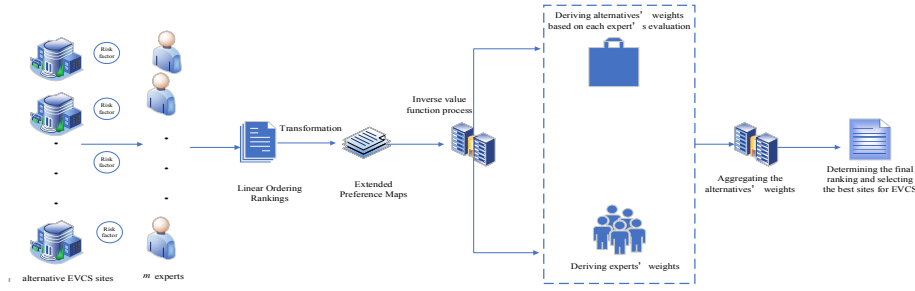 Risk
factor
Risk
factor
Risk
factor
Risk
factor
alternative EVCS sites
m experts
Linear Ordering
Rankings
Transformation
Extended
Preference Maps
Inverse value
function process
Deriving alternatives' weights
based on each expert's evaluation
Deriving experts' weights
Aggregating the
alternatives' weights
Determining the final
ranking and selecting
the best sites for EVCS